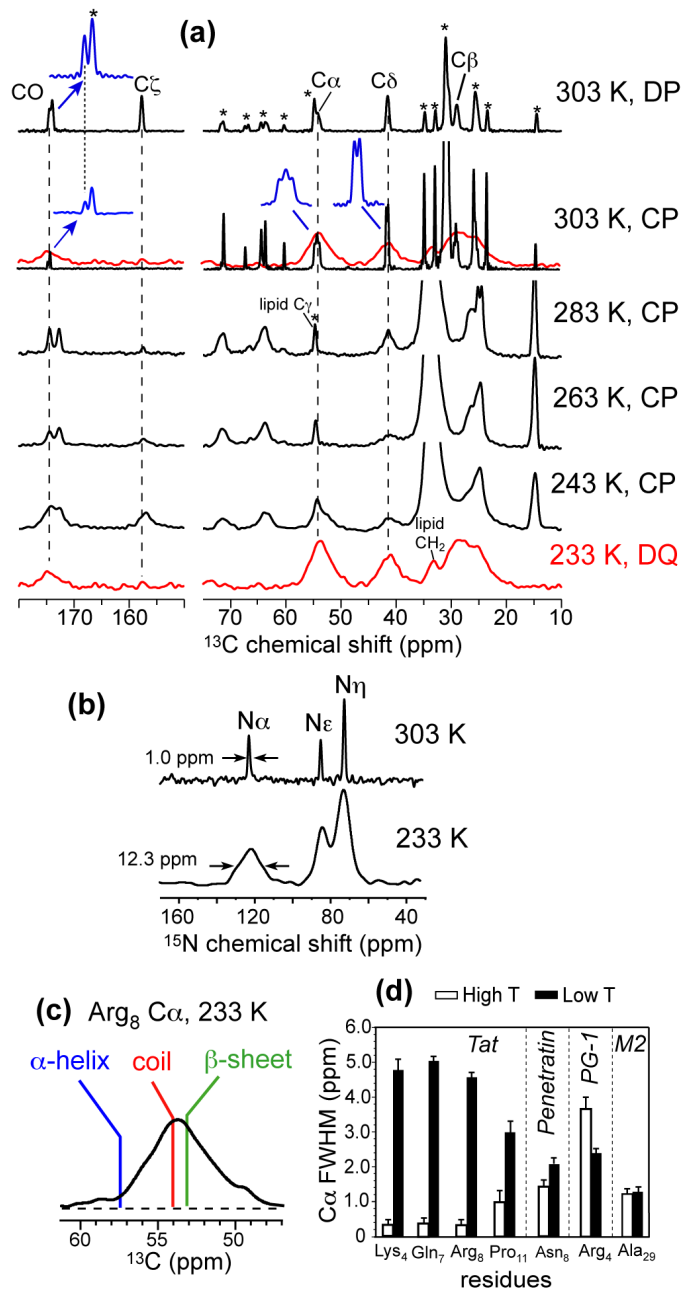 (a)
*
CO
Cζ
* Cα
Cδ
*
Cβ
* * * * * * * * *
303 K, DP
303 K, CP
lipid Cγ
*
283 K, CP
263 K, CP
243 K, CP
lipid
CH2
233 K, DQ
170 160 70 60 50 40 30 20 10
13C chemical shift (ppm)
(b)
Nα
Nε
Nη
303 K
1.0 ppm
233 K
12.3 ppm
160 120 80 40
15N chemical shift (ppm)
(c)
Arg8 Cα, 233 K
α-helix
coil
β-sheet
60 55 50
13C (ppm)
(d)
High T Low T
Cα FWHM (ppm)
6.0
5.0
4.0
3.0
2.0
1.0
0
Tat
Penetratin
PG-1
M2
Lys4 Gln7 Arg8 Pro11 Asn8 Arg4 Ala29
residues